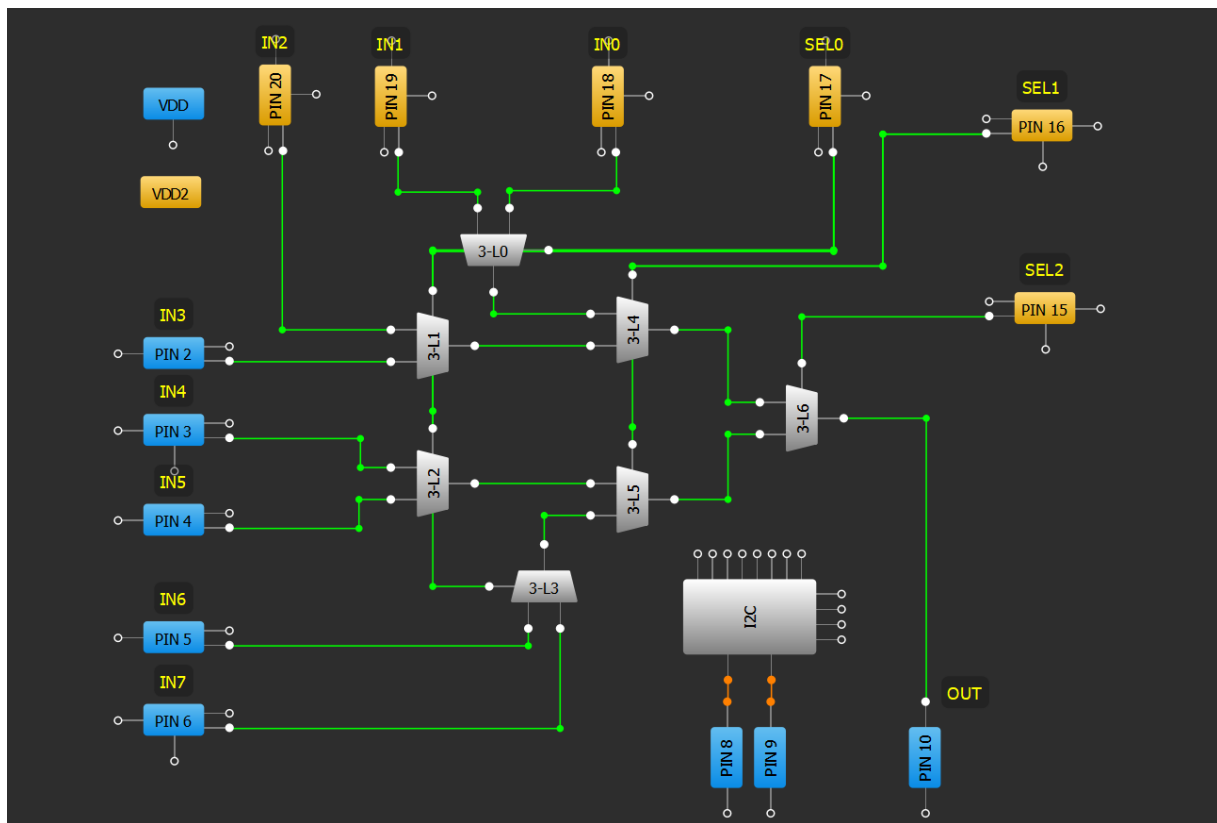 IN2
IN1
IN0
SEL0
PIN 20
PIN 19
PIN 18
PIN 17
SEL1
PIN 16
VDD
VDD2
3-L0
SEL2
PIN 15
IN3
PIN 2
3-L1
3-L4
IN4
PIN 3
3-L6
IN5
PIN 4
3-L2
3-L5
IN6
PIN 5
3-L3
I2C
IN7
PIN 6
OUT
PIN 8
PIN 9
PIN 10